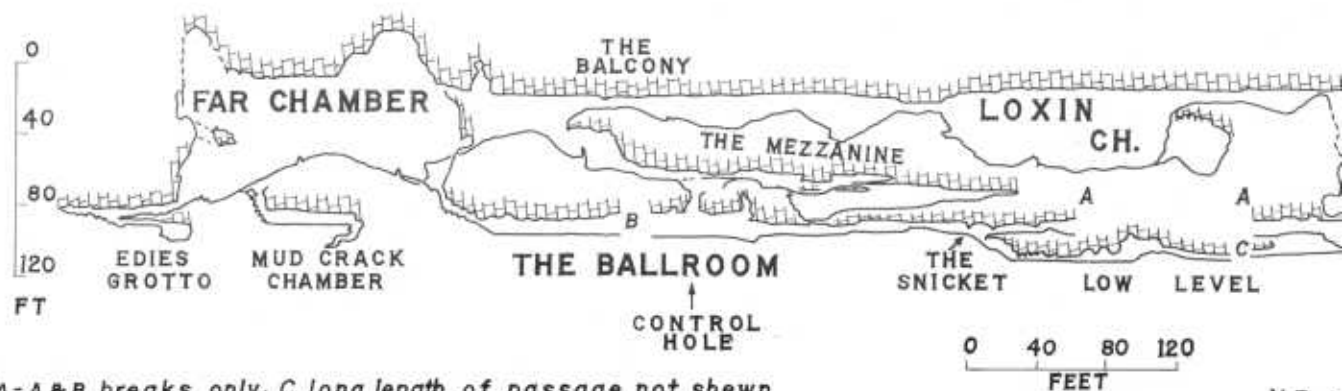 0
40
80
120
FT
THE
BALCONY
FAR CHAMBER
LOXIN
CH.
THE MEZZANINE
A
A
B
C
EDIES
GROTTO
MUD CRACK
CHAMBER
THE BALLROOM
CONTROL
HOLE
THE
SNICKET
LOW LEVEL
0 40 80 120
FEET
A-A & B breaks only. C long length of passage not shewn